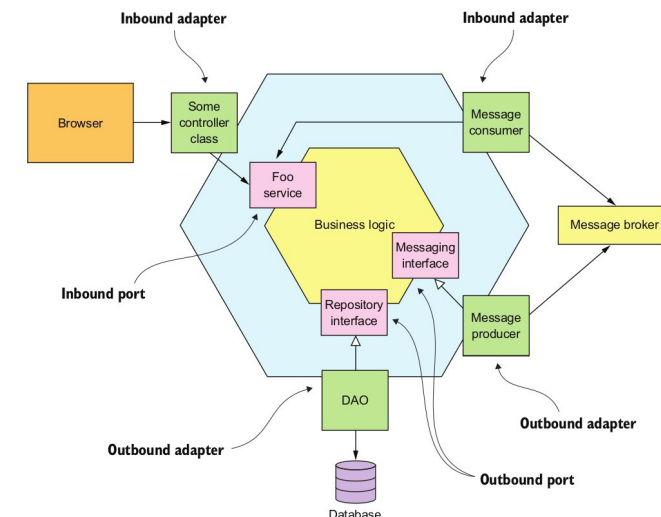 Inbound adapter
Inbound adapter
Browser
Some
controller
class
Message
consumer
Foo
service
Business logic
Message broker
Messaging
interface
Inbound port
Repository
interface
Message
producer
DAO
Outbound adapter
Outbound adapter
Outbound port
Database